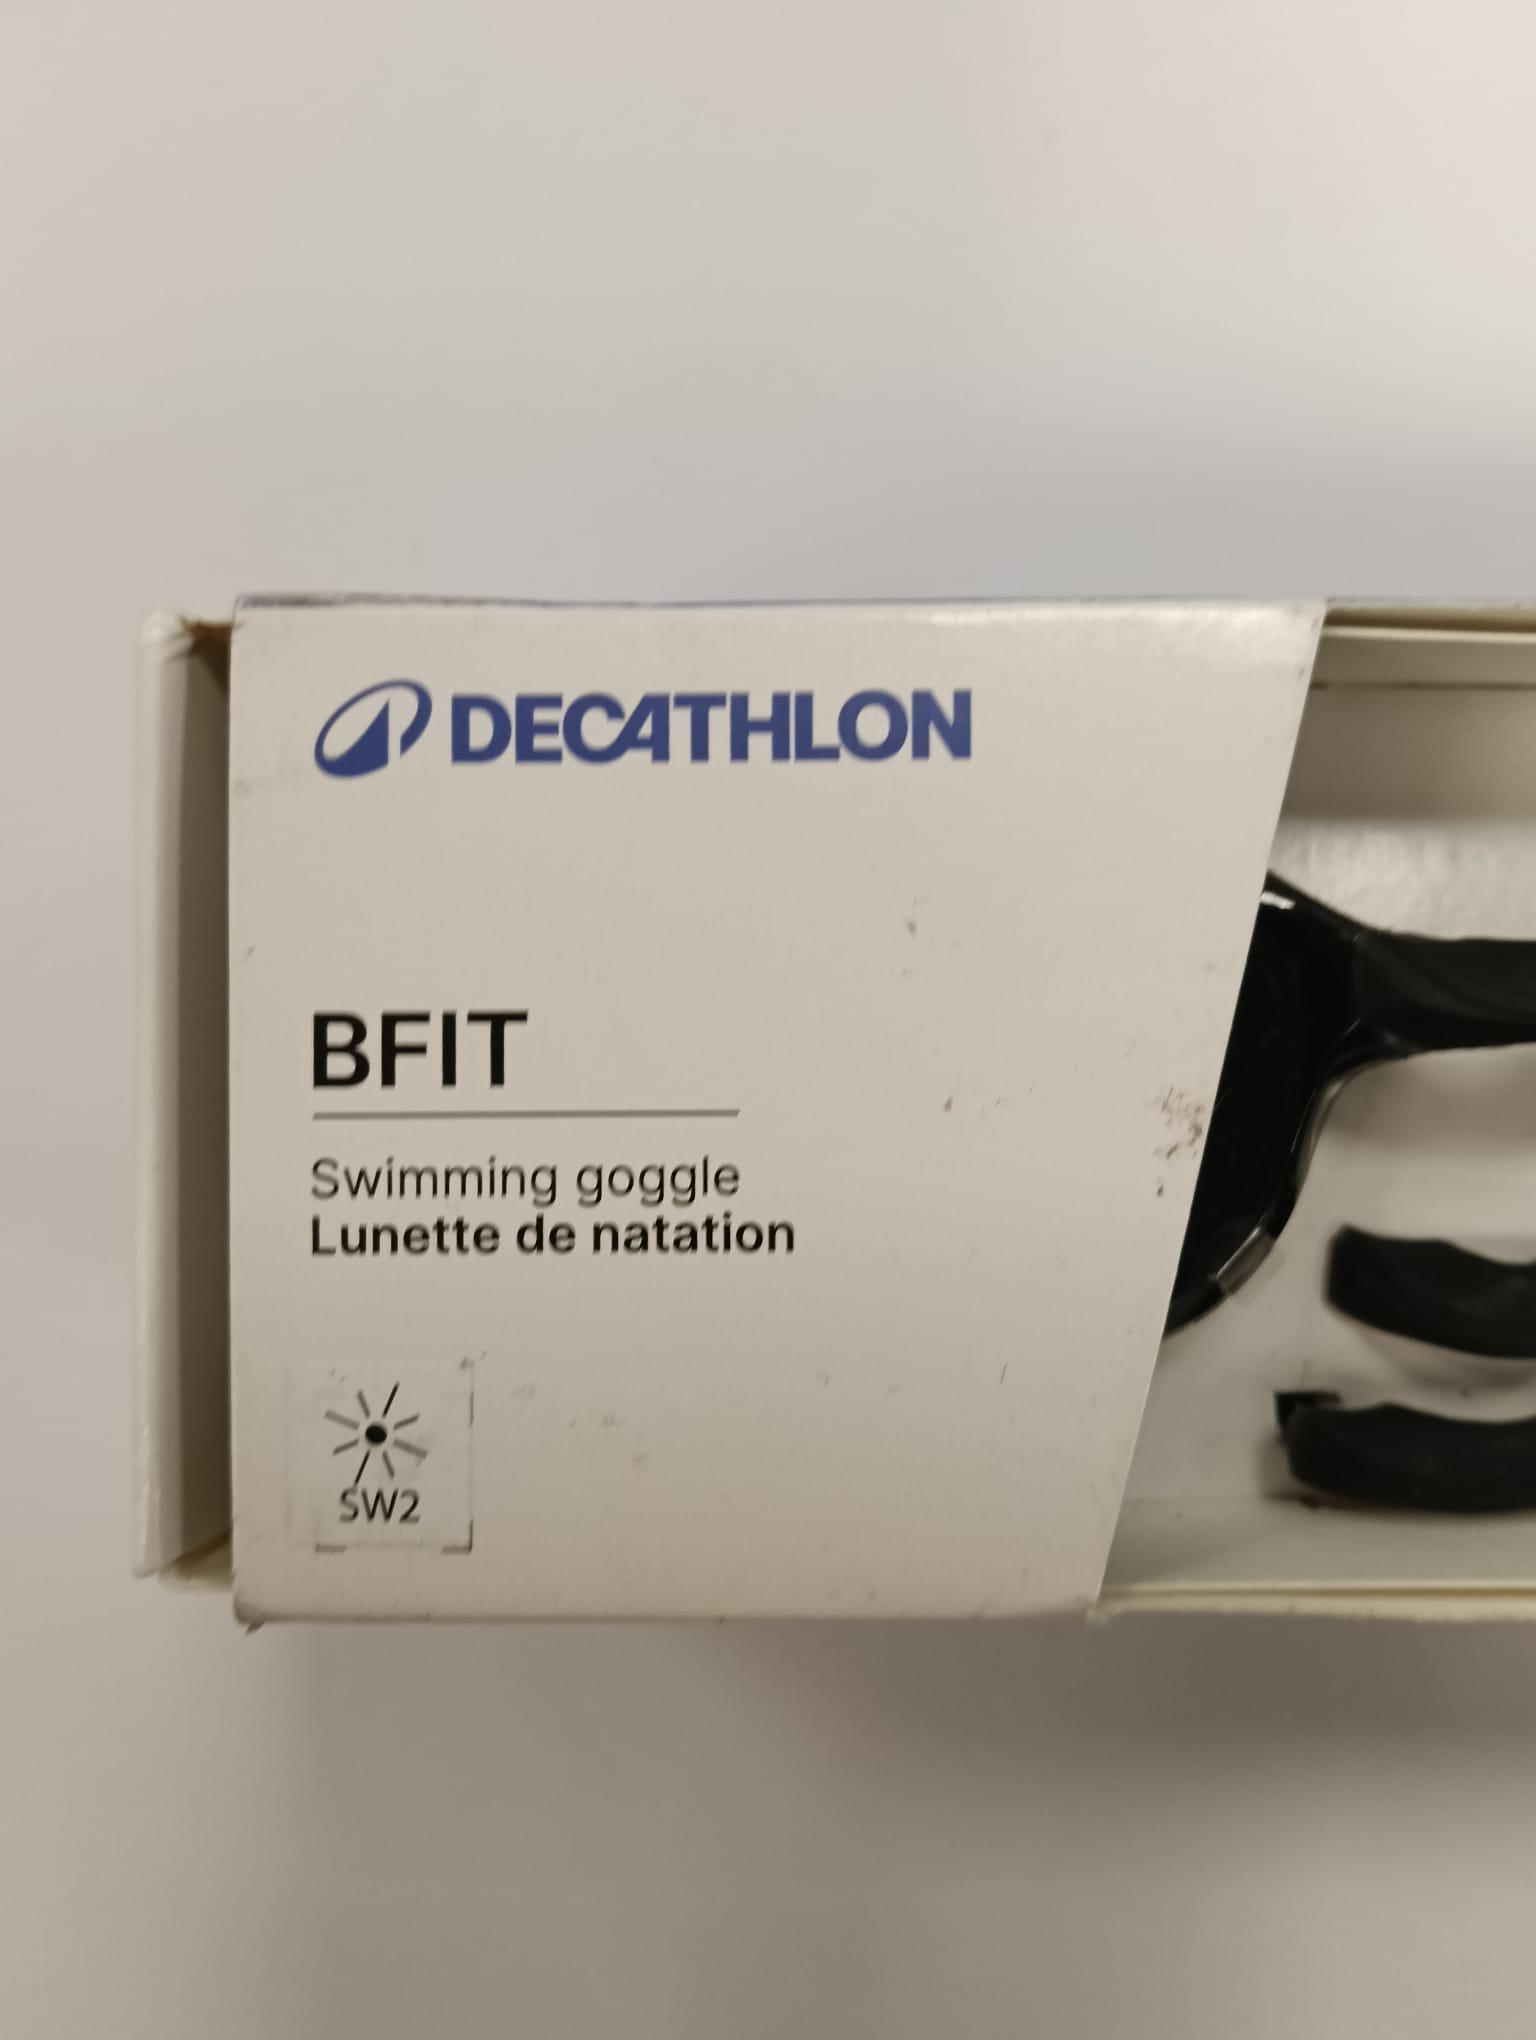 DECATHLON
BFIT
Swimming goggle
Lunette de natation
SW2